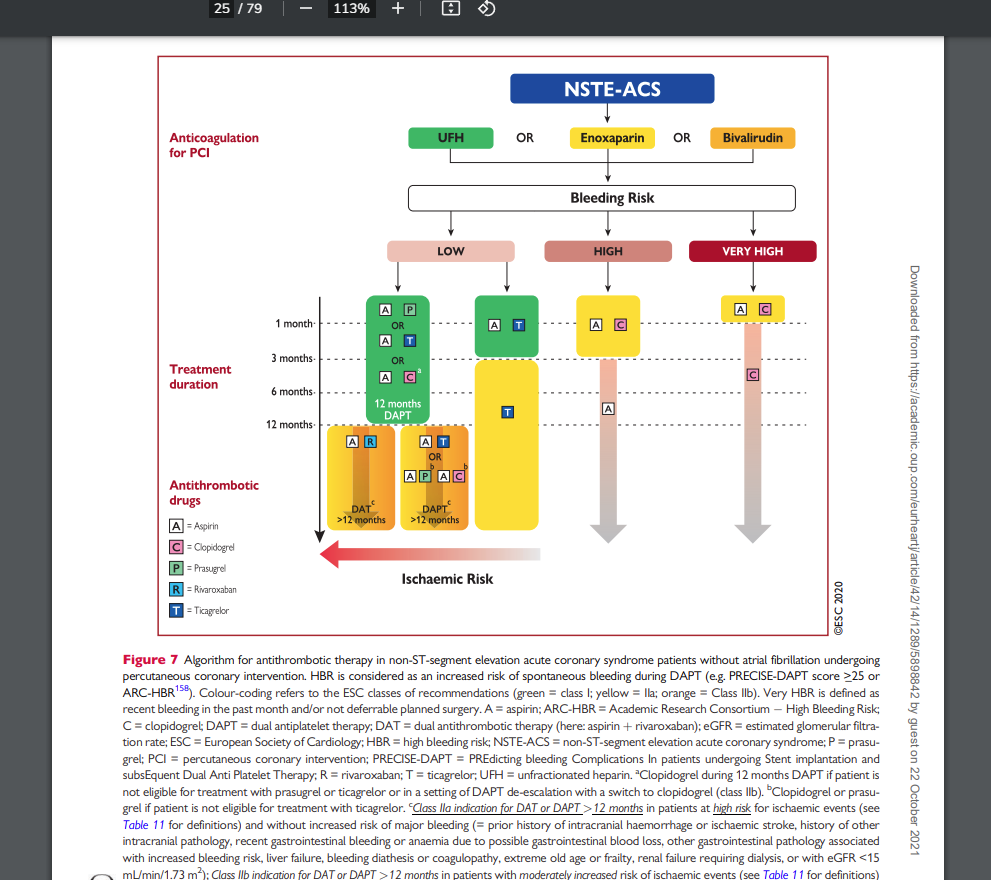 25 / 79
113%
NSTE-ACS
Anticoagulation
for PCI
UFH OR Enoxaparin OR Bivalirudin
Bleeding Risk
LOW HIGH VERY HIGH
A P
OR
A T
OR
A C a
12 months
DAPT
A T
A C
A C
1 month
3 months
6 months
12 months
Treatment
duration
T
A
C
A R
DAT c
>12 months
A T
OR
A P b A C b
DAPT c
>12 months
Antithrombotic
drugs
A = Aspirin
C = Clopidogrel
P = Prasugrel
R = Rivaroxaban
T = Ticagrelor
Ischaemic Risk
©ESC 2020
Figure 7 Algorithm for antithrombotic therapy in non-ST-segment elevation acute coronary syndrome patients without atrial fibrillation undergoing
percutaneous coronary intervention. HBR is considered as an increased risk of spontaneous bleeding during DAPT (e.g. PRECISE-DAPT score ≥25 or
ARC-HBR158). Colour-coding refers to the ESC classes of recommendations (green = class I; yellow = IIa; orange = Class IIb). Very HBR is defined as
recent bleeding in the past month and/or not deferrable planned surgery. A = aspirin; ARC-HBR = Academic Research Consortium − High Bleeding Risk;
C = clopidogrel; DAPT = dual antiplatelet therapy; DAT = dual antithrombotic therapy (here: aspirin + rivaroxaban); eGFR = estimated glomerular filtra-
tion rate; ESC = European Society of Cardiology; HBR = high bleeding risk; NSTE-ACS = non-ST-segment elevation acute coronary syndrome; P = prasu-
grel; PCI = percutaneous coronary intervention; PRECISE-DAPT = PREdicting bleeding Complications In patients undergoing Stent implantation and
subsEquent Dual Anti Platelet Therapy; R = rivaroxaban; T = ticagrelor; UFH = unfractionated heparin. aClopidogrel during 12 months DAPT if patient is
not eligible for treatment with prasugrel or ticagrelor or in a setting of DAPT de-escalation with a switch to clopidogrel (class IIb). bClopidogrel or prasu-
grel if patient is not eligible for treatment with ticagrelor. cClass IIa indication for DAT or DAPT >12 months in patients at high risk for ischaemic events (see
Table 11 for definitions) and without increased risk of major bleeding (= prior history of intracranial haemorrhage or ischaemic stroke, history of other
intracranial pathology, recent gastrointestinal bleeding or anaemia due to possible gastrointestinal blood loss, other gastrointestinal pathology associated
with increased bleeding risk, liver failure, bleeding diathesis or coagulopathy, extreme old age or frailty, renal failure requiring dialysis, or with eGFR <15
mL/min/1.73 m2); Class IIb indication for DAT or DAPT >12 months in patients with moderately increased risk of ischaemic events (see Table 11 for definitions)
Downloaded from https://academic.oup.com/eurheartj/article/42/14/1289/5898842 by guest on 22 October 2021